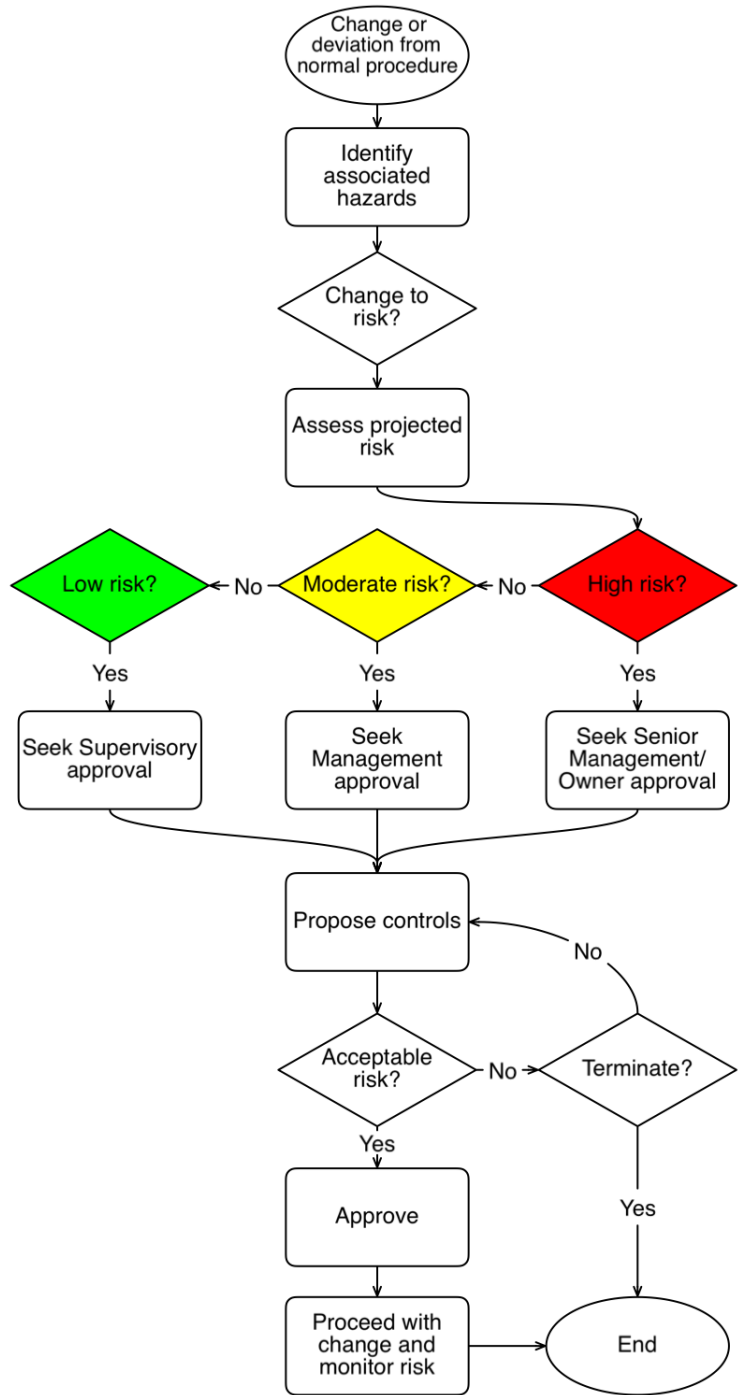 Change or
deviation from
normal procedure
Identify
associated
hazards
Change to
risk?
Assess projected
risk
Low risk?
No
Moderate risk?
No
High risk?
Yes
Yes
Yes
Seek Supervisory
approval
Seek
Management
approval
Seek Senior
Management/
Owner approval
Propose controls
No
Acceptable
risk?
No
Terminate?
Yes
Approve
Yes
Proceed with
change and
monitor risk
End